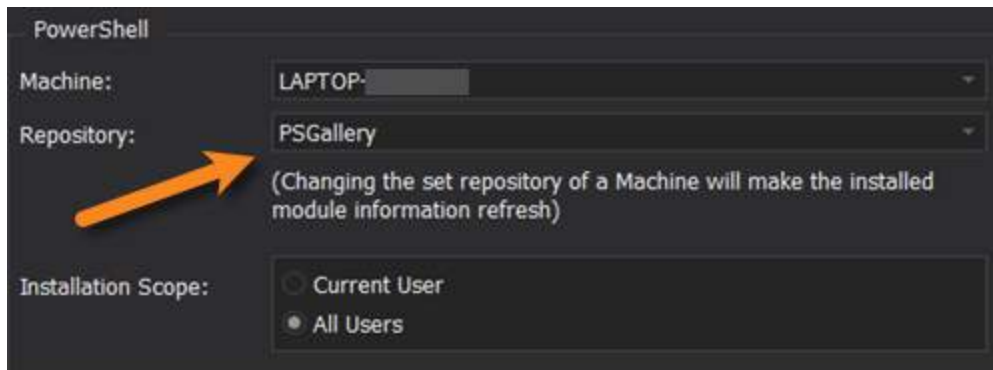 PowerShell
Machine: LAPTOP-
Repository: PSGallery
(Changing the set repository of a Machine will make the installed
module information refresh)
Installation Scope: Current User
All Users